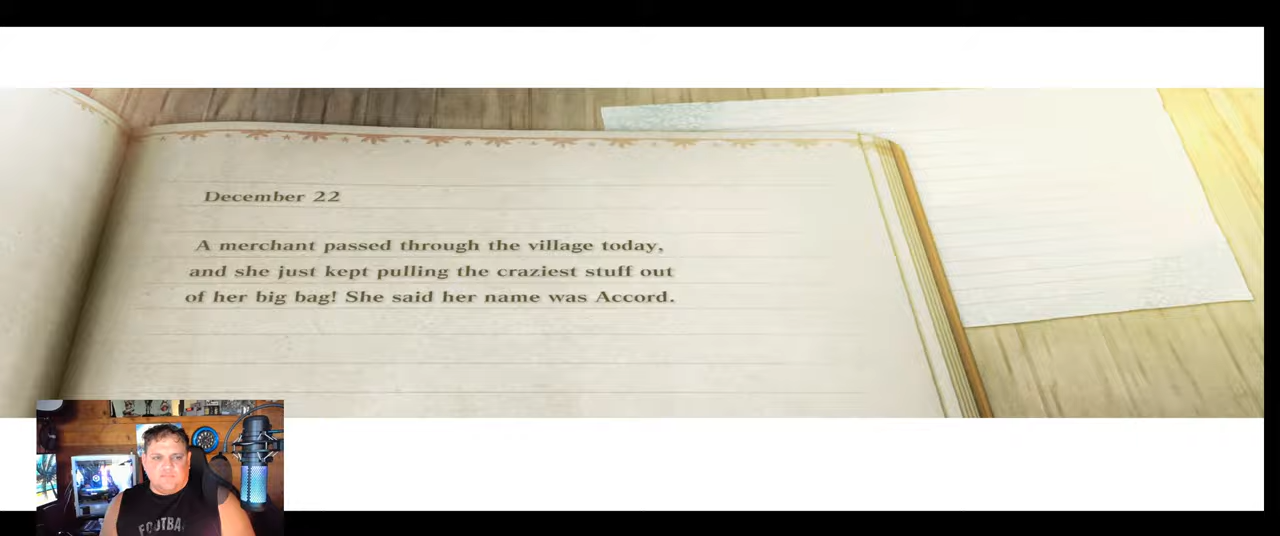 December 22
A merchant passed through the village today,
and she just kept pulling the craziest stuff out
of her big bag! She said her name was Accord.
FOOTBA